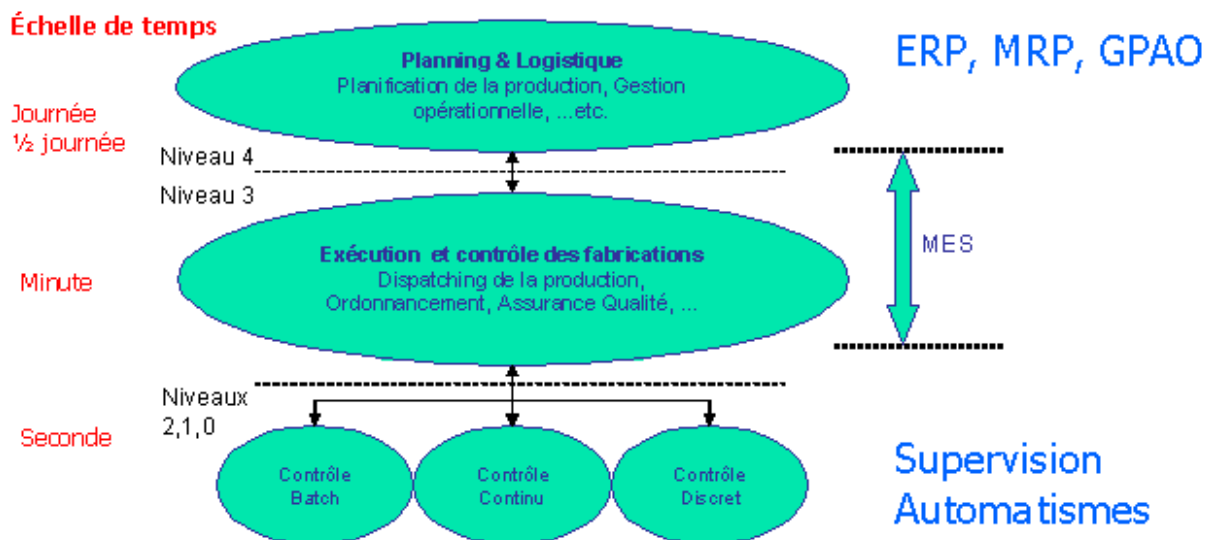 Échelle de temps
Planning & Logistique
Planification de la production, Gestion
opérationnelle, ...etc.
ERP, MRP, GPAO
Journée
½ journée
Niveau 4
Niveau 3
Exécution et contrôle des fabrications
Dispatching de la production,
Ordonnancement, Assurance Qualité, ...
MES
Minute
Niveaux
2,1,0
Seconde
Contrôle
Batch
Contrôle
Continu
Contrôle
Discret
Supervision
Automatismes